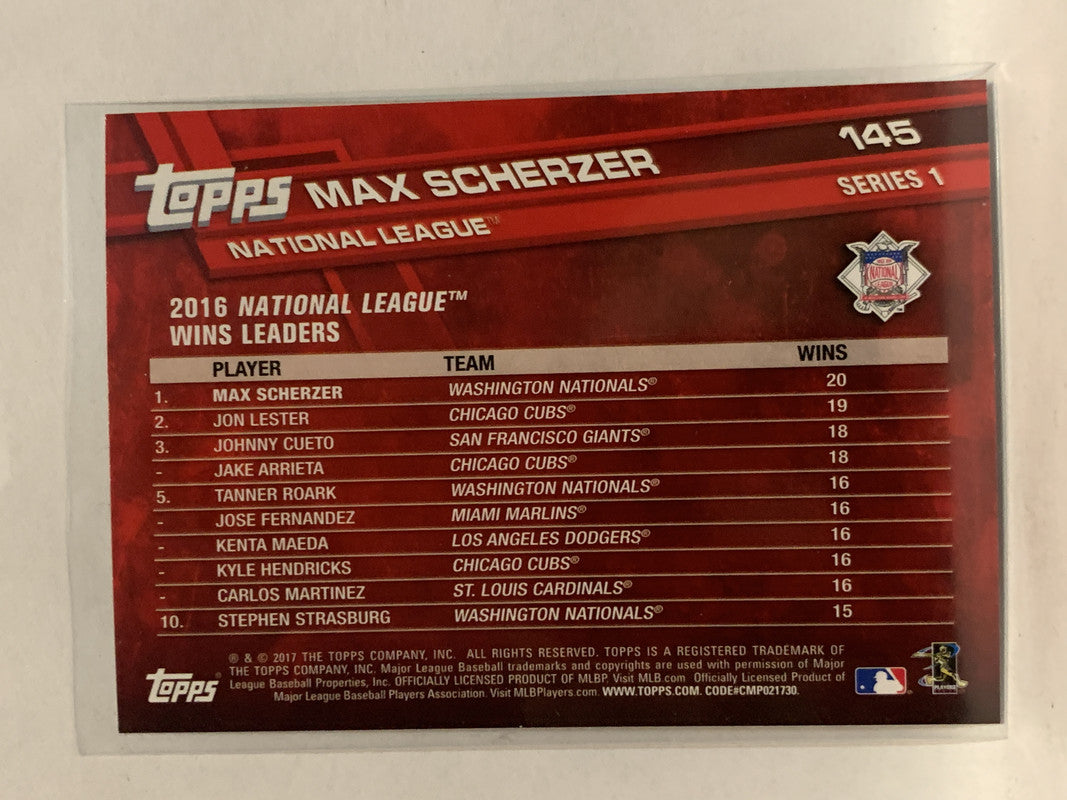 145
TOPPS MAX SCHERZER
SERIES 1
NATIONAL LEAGUE™
NATIONAL LEAGUE
2016 NATIONAL LEAGUE™
WINS LEADERS
PLAYER TEAM WINS
1. MAX SCHERZER WASHINGTON NATIONALS® 20
2. JON LESTER CHICAGO CUBS® 19
3. JOHNNY CUETO SAN FRANCISCO GIANTS® 18
- JAKE ARRIETA CHICAGO CUBS® 18
5. TANNER ROARK WASHINGTON NATIONALS® 16
- JOSE FERNANDEZ MIAMI MARLINS® 16
- KENTA MAEDA LOS ANGELES DODGERS® 16
- KYLE HENDRICKS CHICAGO CUBS® 16
- CARLOS MARTINEZ ST. LOUIS CARDINALS® 16
10. STEPHEN STRASBURG WASHINGTON NATIONALS® 15
® & © 2017 THE TOPPS COMPANY, INC. ALL RIGHTS RESERVED. TOPPS IS A REGISTERED TRADEMARK OF
THE TOPPS COMPANY, INC. Major League Baseball trademarks and copyrights are used with permission of Major
League Baseball Properties, Inc. OFFICIALLY LICENSED PRODUCT OF MLBP. Visit MLB.com Officially Licensed Product of
Major League Baseball Players Association. Visit MLBPlayers.com. WWW.TOPPS.COM. CODE#CMP021730.
TOPPS®
PLAYERS